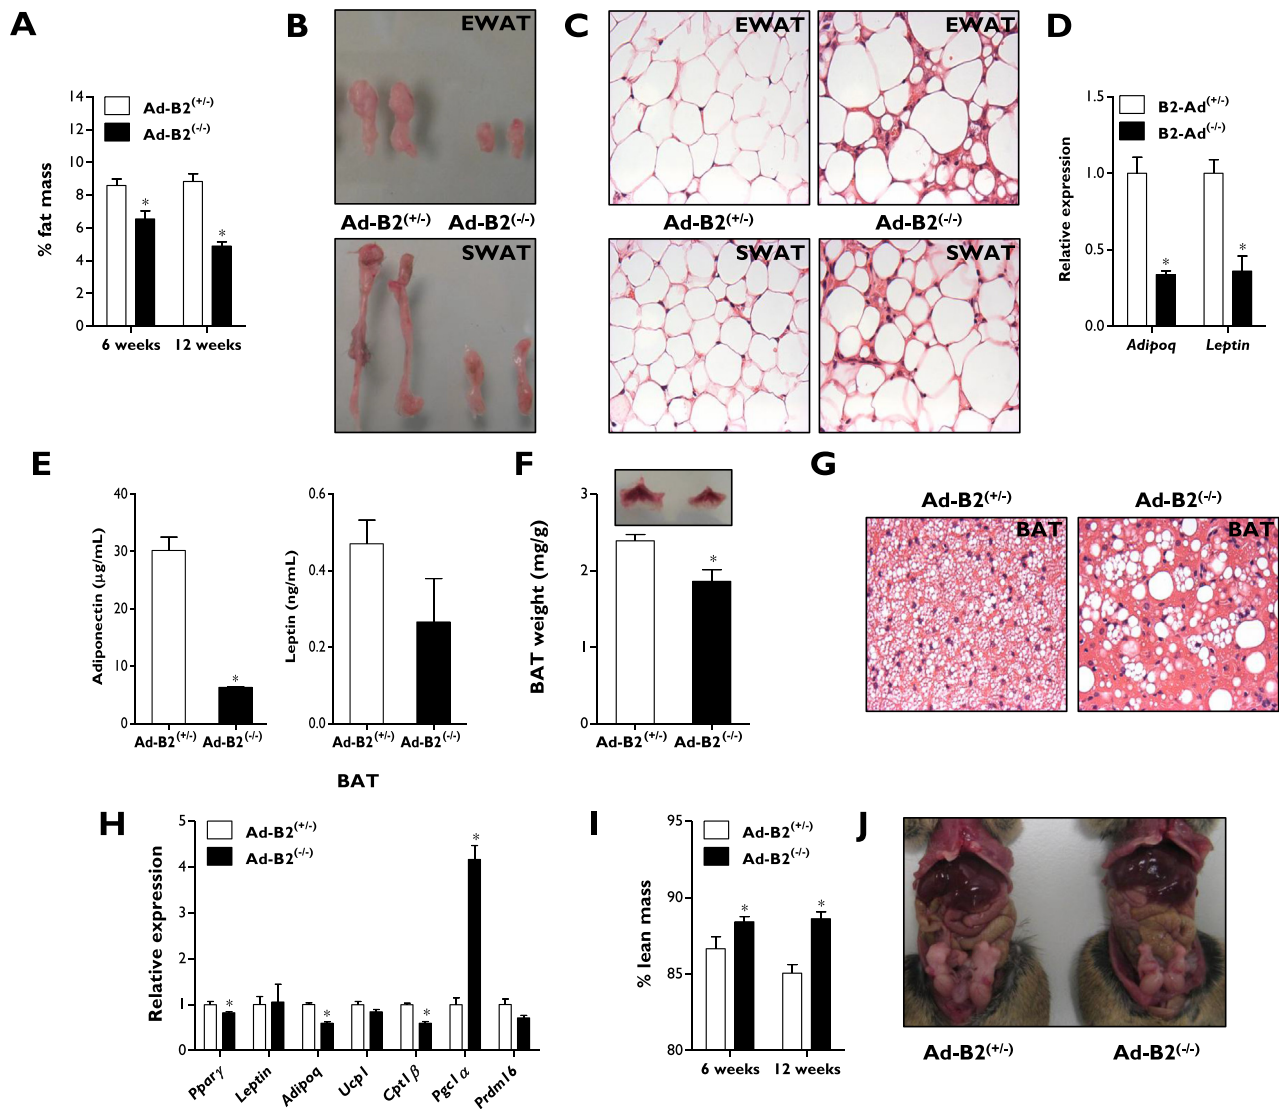 A
% fat mass
14
12
10
8
6
4
2
0
Ad-B2(+/-)
Ad-B2(-/-)
*
*
6 weeks
12 weeks
B
EWAT
Ad-B2(+/-)
Ad-B2(-/-)
SWAT
C
EWAT
EWAT
Ad-B2(+/-)
Ad-B2(-/-)
SWAT
SWAT
D
Relative expression
1.5
1.0
0.5
0.0
B2-Ad(+/-)
B2-Ad(-/-)
*
*
Adipoq
Leptin
E
Adiponectin (μg/mL)
40
30
20
10
0
*
Ad-B2(+/-)
Ad-B2(-/-)
Leptin (ng/mL)
0.6
0.4
0.2
0.0
Ad-B2(+/-)
Ad-B2(-/-)
F
BAT weight (mg/g)
3
2
1
0
*
Ad-B2(+/-)
Ad-B2(-/-)
G
Ad-B2(+/-)
Ad-B2(-/-)
BAT
BAT
H
BAT
Relative expression
5
4
3
2
1
0
Ad-B2(+/-)
Ad-B2(-/-)
*
*
*
*
Pparγ
Leptin
Adipoq
Ucp1
Cpt1β
Pgc1α
Prdm16
I
% lean mass
95
90
85
80
Ad-B2(+/-)
Ad-B2(-/-)
*
*
6 weeks
12 weeks
J
Ad-B2(+/-)
Ad-B2(-/-)